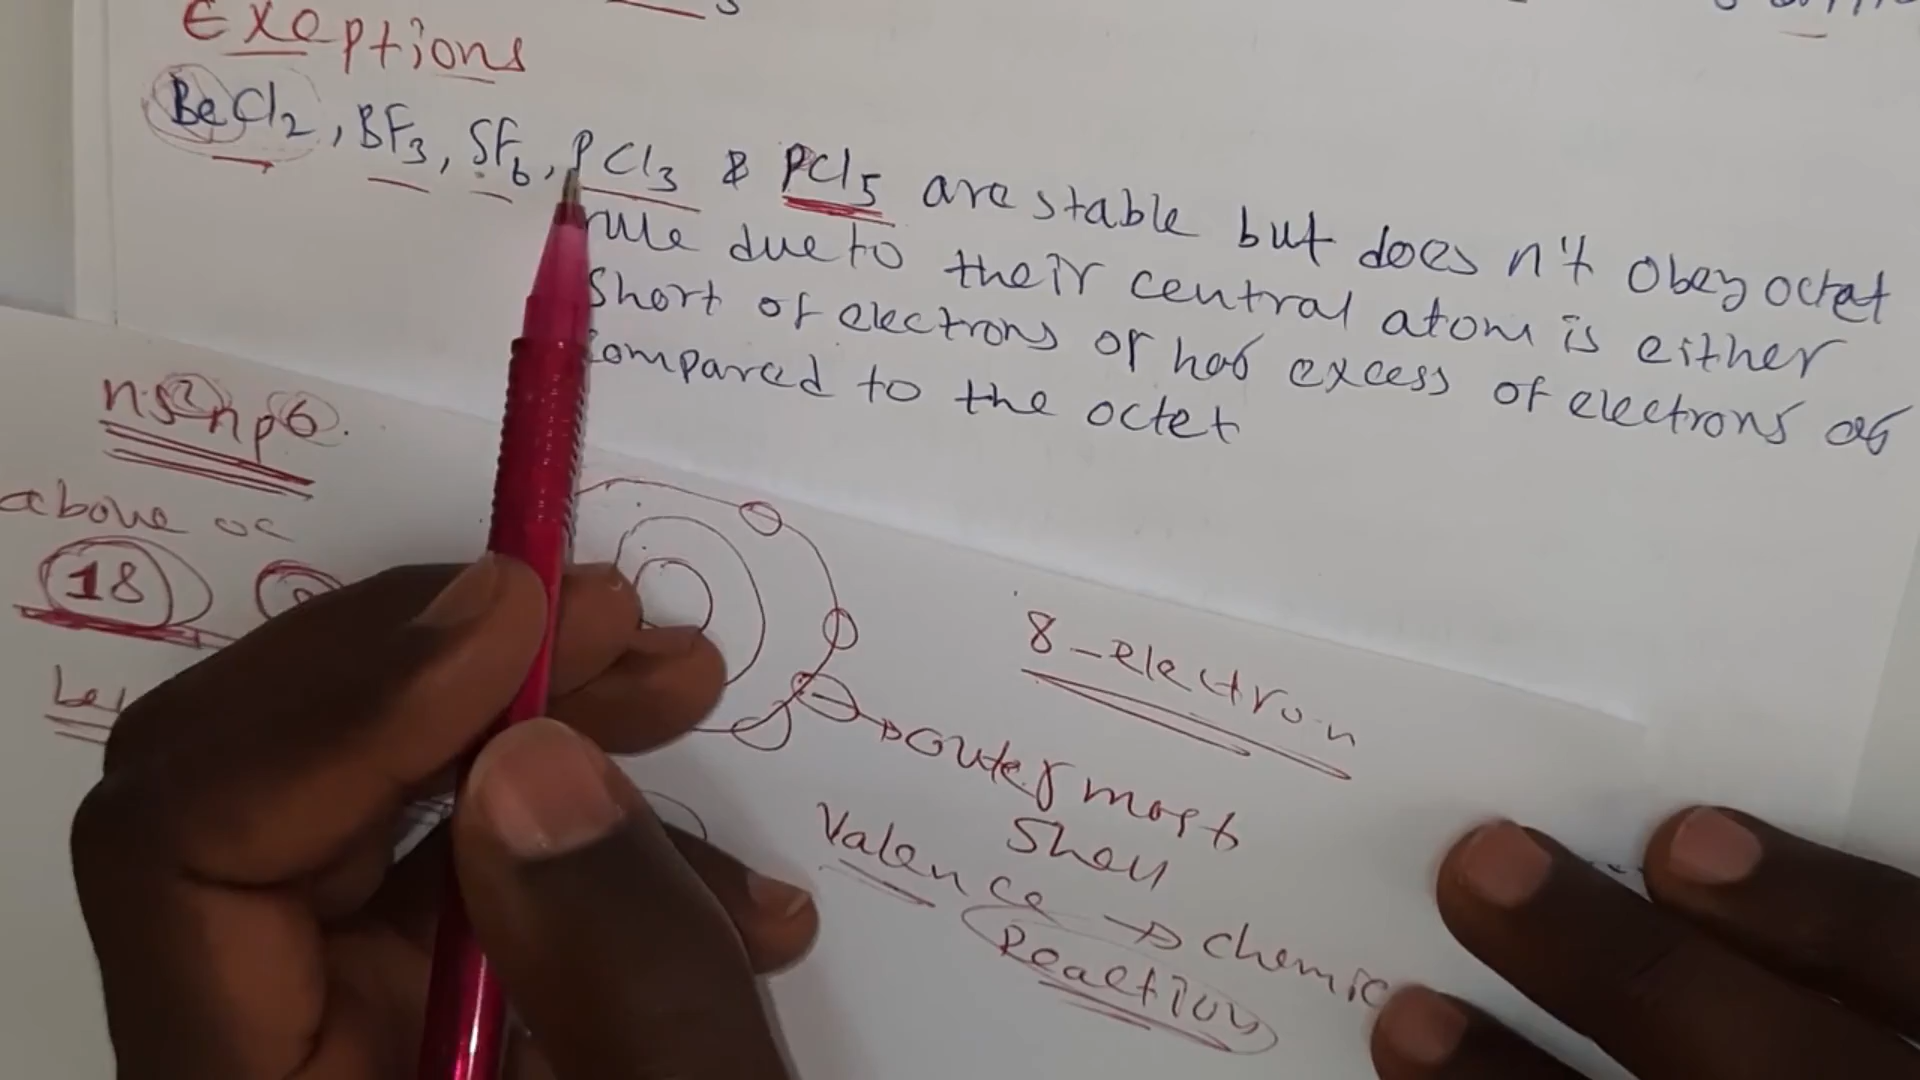 Exeptions
BeCl2, BF3, SF6, PCl3 & PCl5 are stable but does n't obey octet
rule due to their central atom is either
short of electrons or has excess of electrons as
compared to the octet
ns2np6.
above
18
8-electron
outermost
Shell
Valence → chemic
Reaction